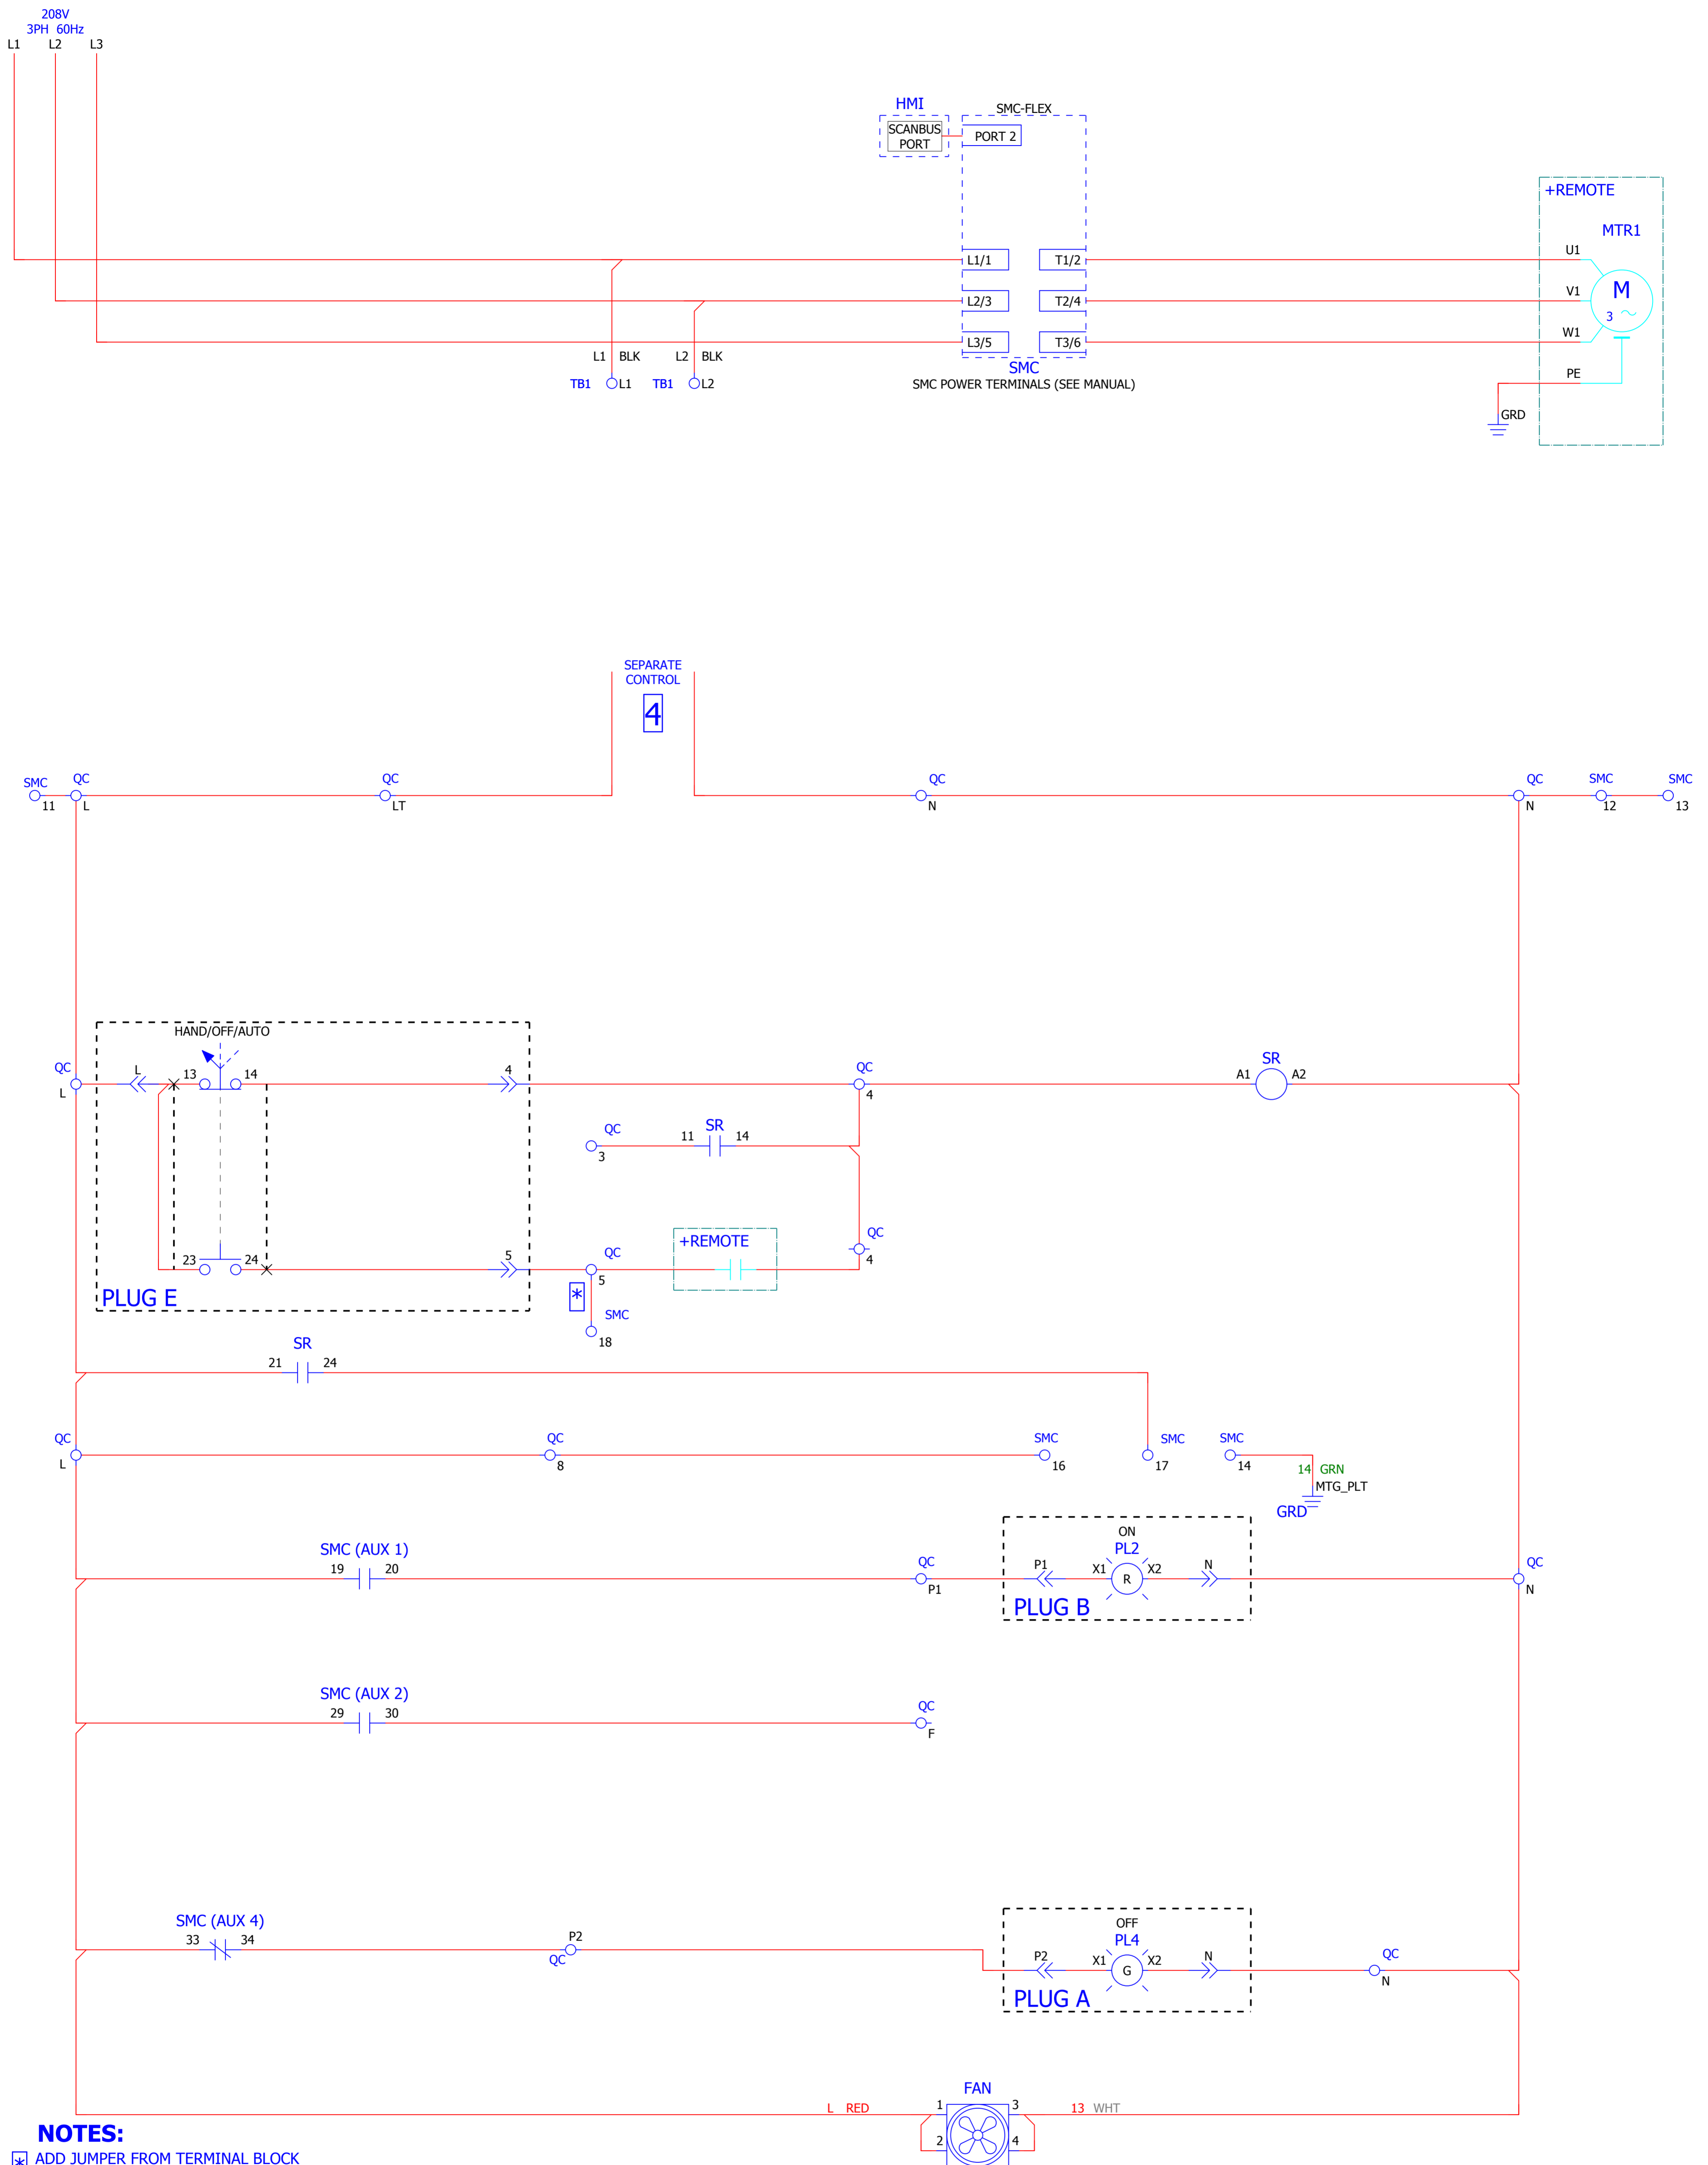 208V
3PH 60Hz
L1 L2 L3
HMI
SCANBUS
PORT
SMC-FLEX
PORT 2
L1/1 T1/2
L2/3 T2/4
L3/5 T3/6
SMC
SMC POWER TERMINALS (SEE MANUAL)
+REMOTE
MTR1
U1
V1
W1
PE
M
3
GRD
L1 BLK L2 BLK
TB1 L1 TB1 L2
SEPARATE
CONTROL
4
SMC QC QC QC QC SMC SMC
11 L LT N N 12 13
HAND/OFF/AUTO
QC L 13 14 4 QC SR
L 4 A1 A2
QC SR
3 11 14
QC
4
+REMOTE
23 24 5 QC
5
PLUG E
*
SMC
18
SR
21 24
QC QC SMC SMC SMC
L 8 16 17 14
14 GRN
MTG_PLT
GRD
SMC (AUX 1)
19 20
QC
P1
ON
PL2
P1 X1 R X2 N
PLUG B
QC
N
SMC (AUX 2)
29 30
QC
F
SMC (AUX 4)
33 34
P2
QC
OFF
PL4
P2 X1 G X2 N
PLUG A
QC
N
FAN
L RED 1 3 13 WHT
2 4
NOTES:
* ADD JUMPER FROM TERMINAL BLOCK